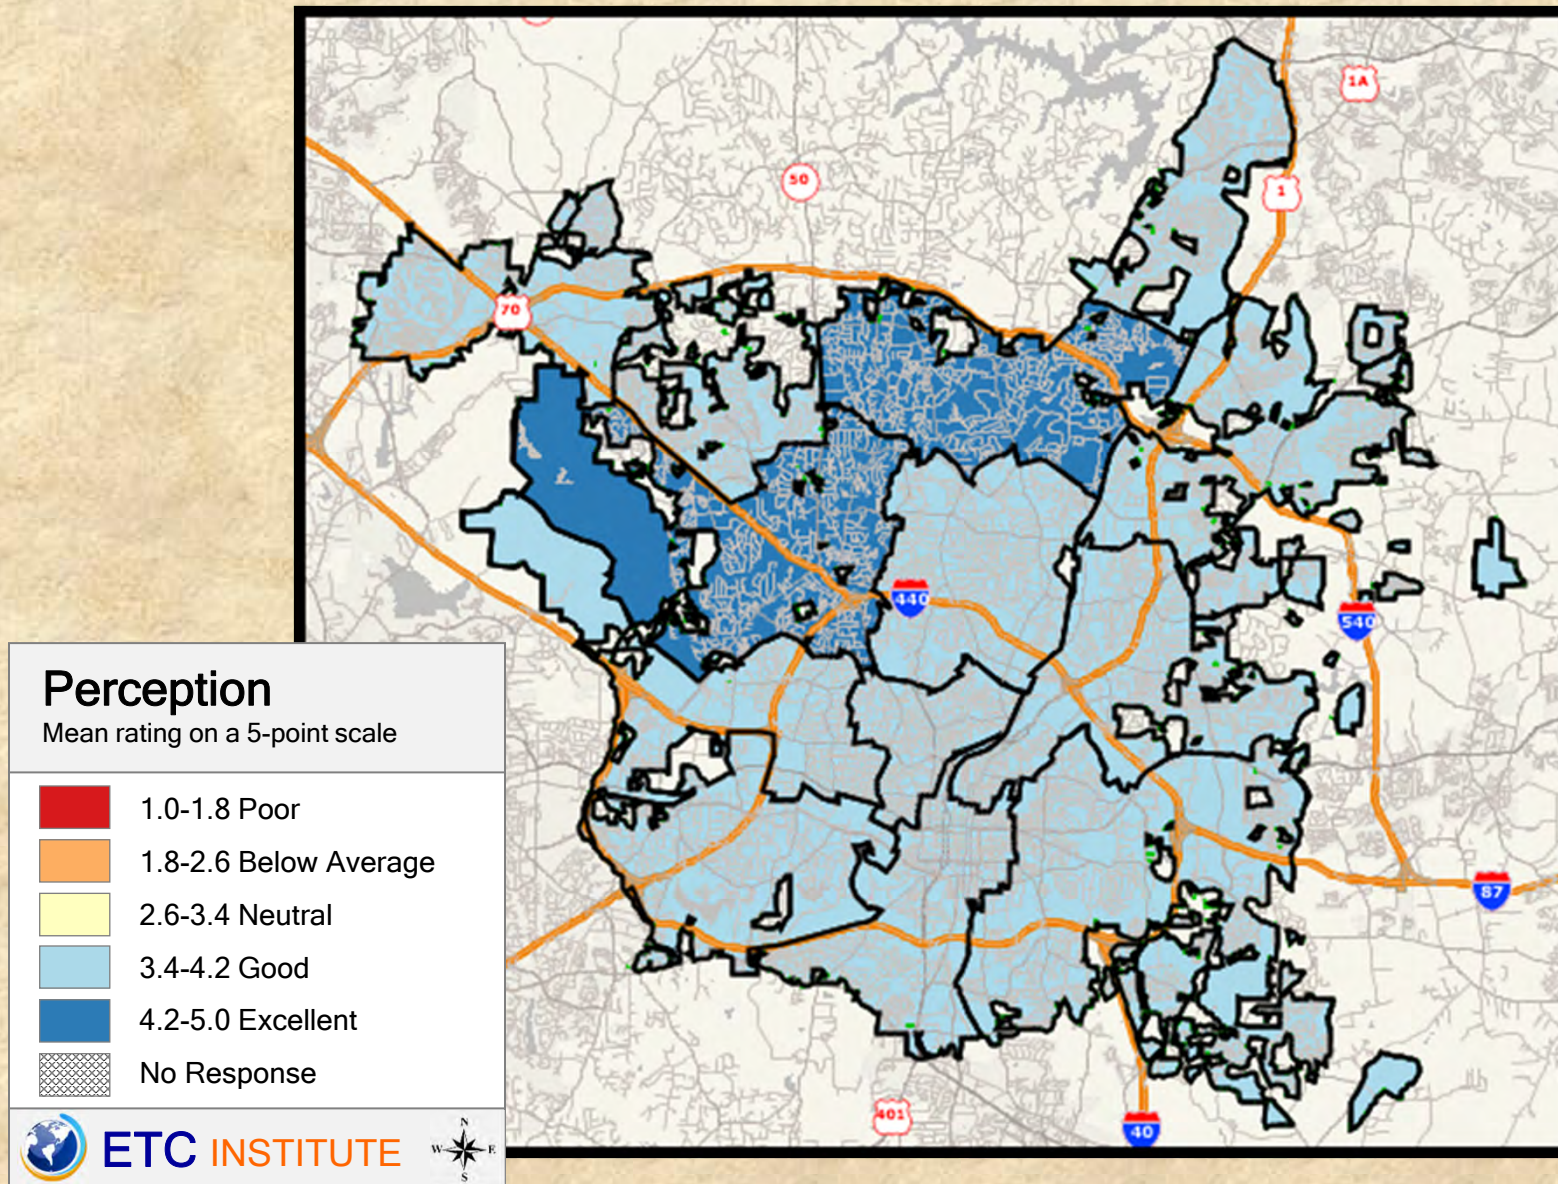 1A
1
50
70
440
540
87
401
40
Perception
Mean rating on a 5-point scale
1.0-1.8 Poor
1.8-2.6 Below Average
2.6-3.4 Neutral
3.4-4.2 Good
4.2-5.0 Excellent
No Response
ETC INSTITUTE
N
W E
S